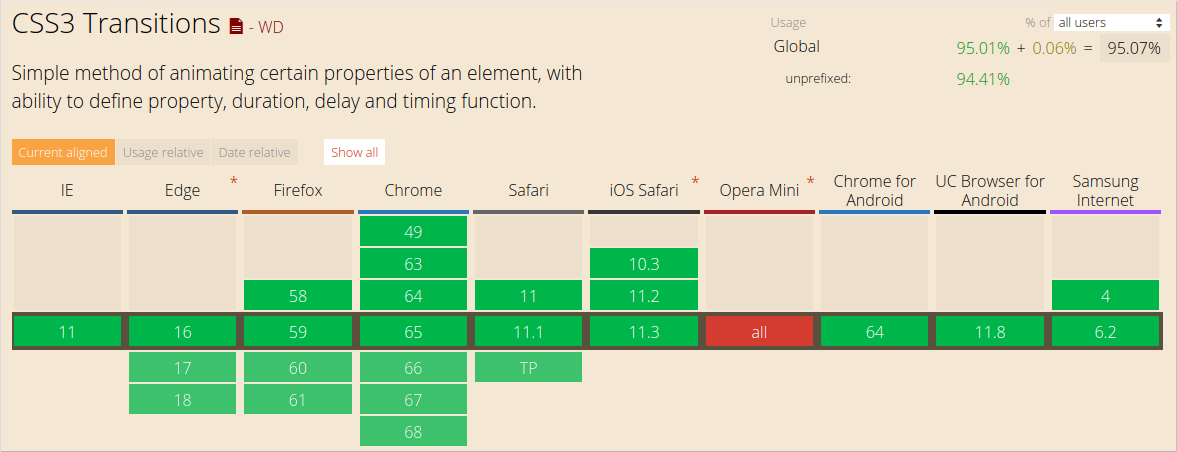 CSS3 Transitions - WD
Usage % of all users
Global 95.01% + 0.06% = 95.07%
unprefixed: 94.41%
Simple method of animating certain properties of an element, with
ability to define property, duration, delay and timing function.
Current aligned Usage relative Date relative Show all
IE Edge * Firefox Chrome Safari iOS Safari * Opera Mini * Chrome for Android UC Browser for Android Samsung Internet
49
63 10.3
58 64 11 11.2 4
11 16 59 65 11.1 11.3 all 64 11.8 6.2
17 60 66 TP
18 61 67
68